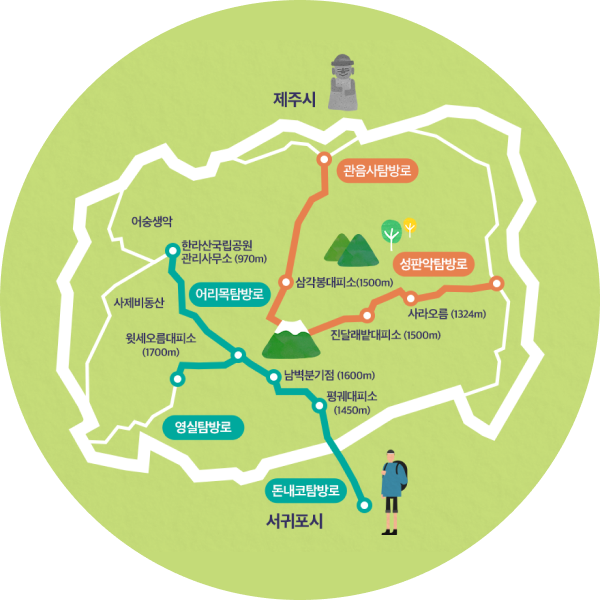 제주시
관음사탐방로
어숭생악
한라산국립공원
관리사무소 (970m)
성판악탐방로
삼각봉대피소(1500m)
어리목탐방로
사제비동산
사라오름 (1324m)
진달래밭대피소 (1500m)
윗세오름대피소
(1700m)
남벽분기점 (1600m)
평궤대피소
(1450m)
영실탐방로
돈내코탐방로
서귀포시